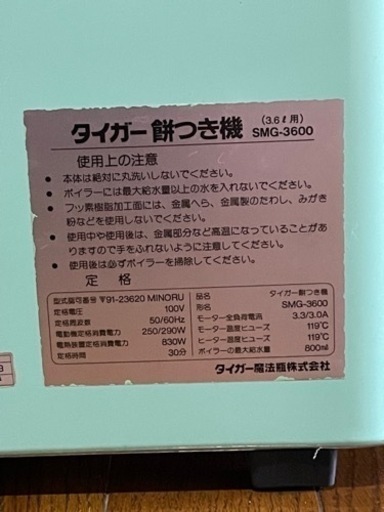 タイガー餅つき機 (3.6ℓ用) SMG-3600
使用上の注意
● 本体は絶対に丸洗いしないでください。
● ボイラーには最大給水量以上の水を入れないでください。
● フッ素樹脂加工面には、金属へら、金属製のたわし、みがき
粉などを使用しないでください。
● 使用中や使用後は、金属部分など高温になっていることがあ
りますので手をふれないように注意してください。
● 使用後は必ずボイラーを掃除してください。
定格
型式認可番号 〒91-23620 MINORU
定格電圧 100V
定格周波数 50/60Hz
電動機定格消費電力 250/290W
電熱装置定格消費電力 830W
定格時間 30分
品名 タイガー餅つき機
形名 SMG-3600
モーター全負荷電流 3.3/3.0A
モーター温度ヒューズ 119℃
ヒーター温度ヒューズ 119℃
ボイラーの最大給水量 800mℓ
タイガー魔法瓶株式会社